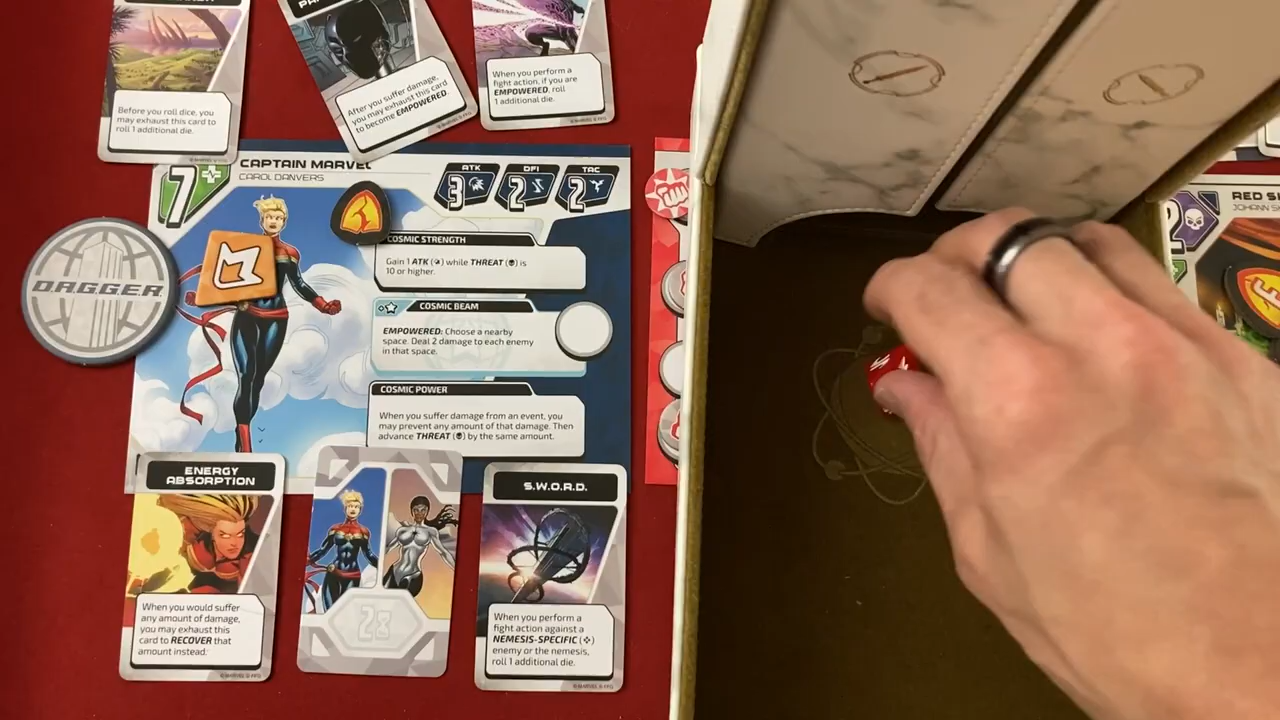 Before you roll dice, you
may exhaust this card to
roll 1 additional die.
After you suffer damage,
you may exhaust this card
to become EMPOWERED.
When you perform a
fight action, if you are
EMPOWERED, roll
1 additional die.
7
CAPTAIN MARVEL
CAROL DANVERS
ATK
DFI
TAC
3
2
2
COSMIC STRENGTH
Gain 1 ATK () while THREAT () is
10 or higher.
COSMIC BEAM
EMPOWERED: Choose a nearby
space. Deal 2 damage to each enemy
in that space.
COSMIC POWER
When you suffer damage from an event, you
may prevent any amount of that damage. Then
advance THREAT () by the same amount.
D.A.G.G.E.R.
ENERGY
ABSORPTION
When you would suffer
any amount of damage,
you may exhaust this
card to RECOVER that
amount instead.
© MARVEL © FFG
S.W.O.R.D.
When you perform a
fight action against a
NEMESIS-SPECIFIC ()
enemy or the nemesis,
roll 1 additional die.
© MARVEL © FFG
RED
JOHANN